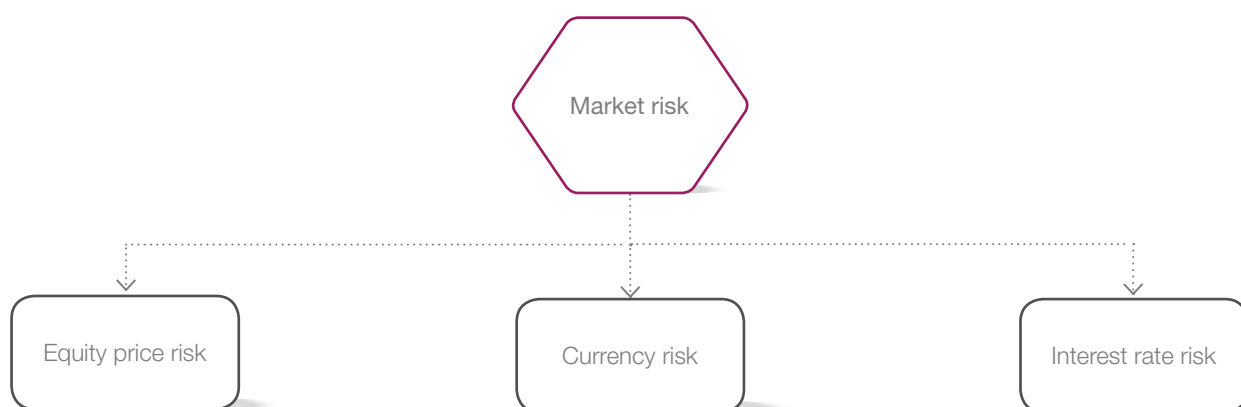 Market risk
Equity price risk
Currency risk
Interest rate risk